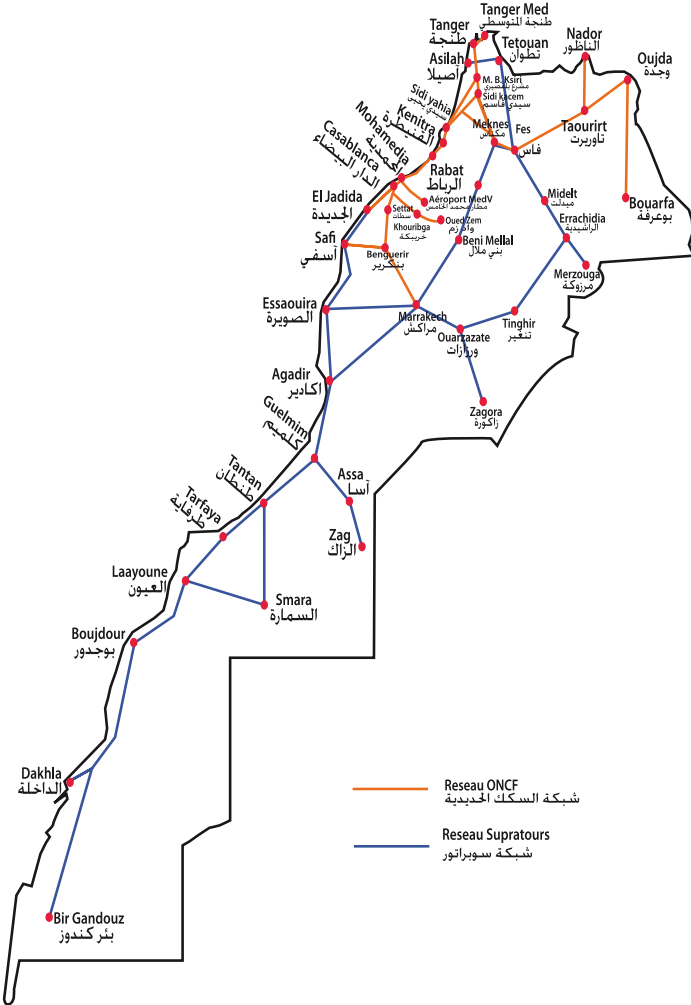 Tanger Med
طنجة المتوسطي
Tanger
طنجة
Tetouan
تطوان
Asilah
آصيلا
Nador
الناظور
Oujda
وجدة
M. B. Ksiri
مشرع بلقصيري
Sidi kacem
سيدي قاسم
Sidi yahia
سيدي يحيى
Kenitra
القنيطرة
Meknes
مكناس
Fes
فاس
Taourirt
تاوريرت
Mohamedia
المحمدية
Rabat
الرباط
Casablanca
الدار البيضاء
Aéroport MedV
مطار محمد الخامس
Bouarfa
بوعرفة
Midelt
ميدلت
El Jadida
الجديدة
Settat
سطات
Khouribga
خريبكة
Oued Zem
واد زم
Errachidia
الراشيدية
Safi
آسفي
Benguerir
بنكرير
Beni Mellal
بني ملال
Merzouga
مرزوكة
Essaouira
الصويرة
Marrakech
مراكش
Ouarzazate
ورزازات
Tinghir
تنغير
Agadir
اكادير
Zagora
زاكورة
Guelmim
كلميم
Tantan
طنطان
Assa
آسا
Tarfaya
طرفاية
Zag
الزاك
Laayoune
العيون
Smara
السمارة
Boujdour
بوجدور
Dakhla
الداخلة
Reseau ONCF
شبكة السكك الحديدية
Reseau Supratours
شبكة سوبراتور
Bir Gandouz
بئر كندوز